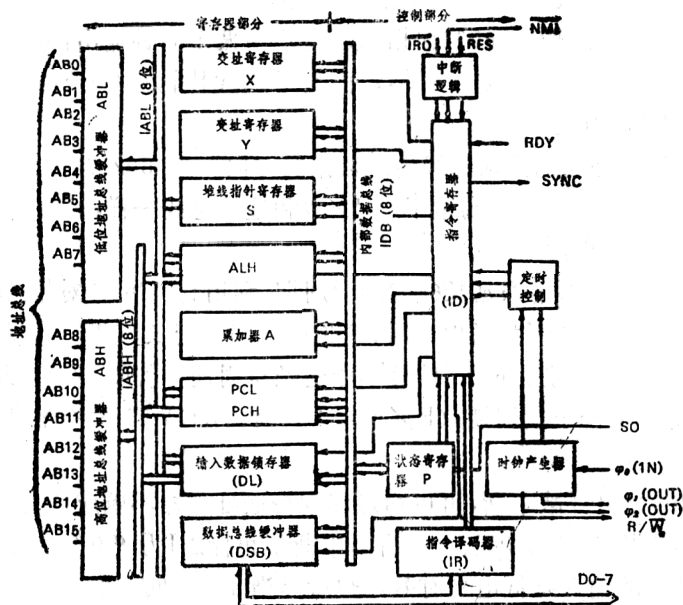 寄存器部分
控制部分
IRQ
RES
NMI
AB0
AB1
AB2
AB3
AB4
AB5
AB6
AB7
AB8
AB9
AB10
AB11
AB12
AB13
AB14
AB15
地址总线
低位地址总线缓冲器 ABL
高位地址总线缓冲器 ABH
IABL (8位)
IABH (8位)
变址寄存器
X
变址寄存器
Y
堆线指针寄存器
S
ALH
累加器 A
PCL
PCH
输入数据锁存器
(DL)
数据总线缓冲器
(DSB)
内部数据总线
IDB (8位)
中断
逻辑
指令寄存器
(ID)
RDY
SYNC
定时
控制
SO
状态寄存
器 P
时钟产生器
φ₀(1N)
φ₁(OUT)
φ₂(OUT)
R/W
指令译码器
(IR)
D0-7